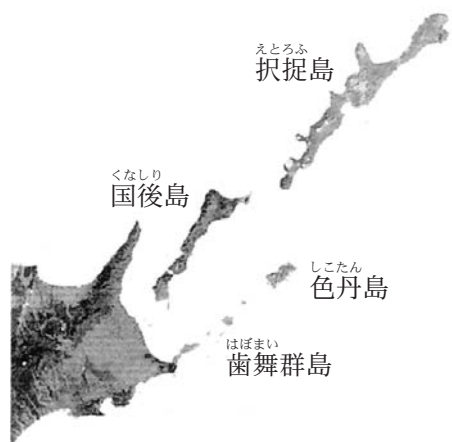 えとろふ
択捉島
くなしり
国後島
しこたん
色丹島
はぼまい
歯舞群島